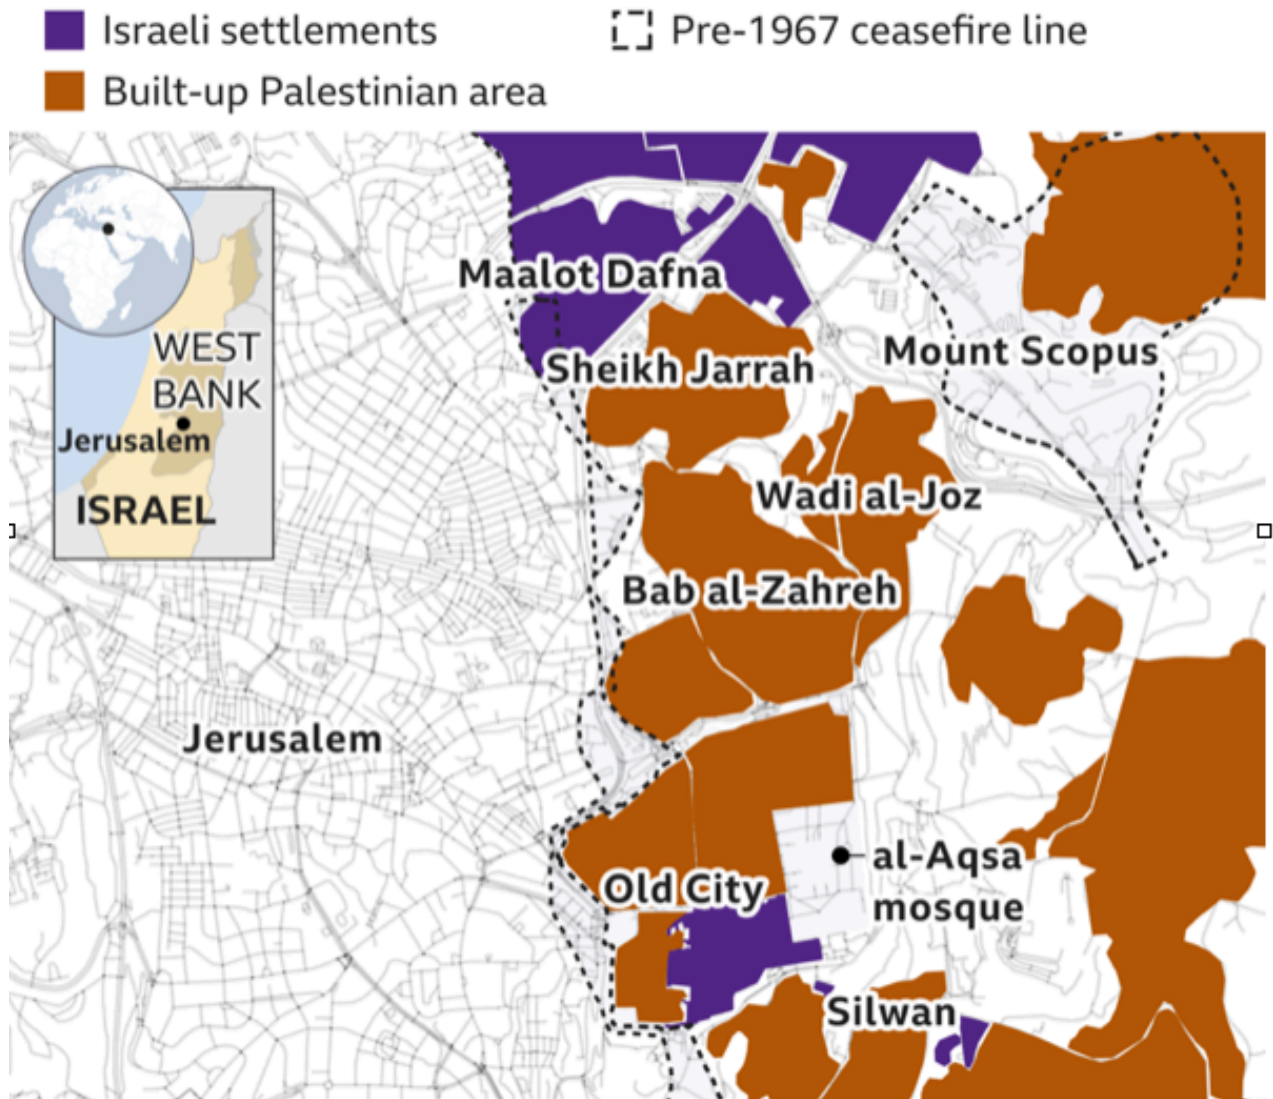 Israeli settlements
Pre-1967 ceasefire line
Built-up Palestinian area
WEST
BANK
Jerusalem
ISRAEL
Maalot Dafna
Sheikh Jarrah
Mount Scopus
Wadi al-Joz
Bab al-Zahreh
Jerusalem
Old City
al-Aqsa
mosque
Silwan